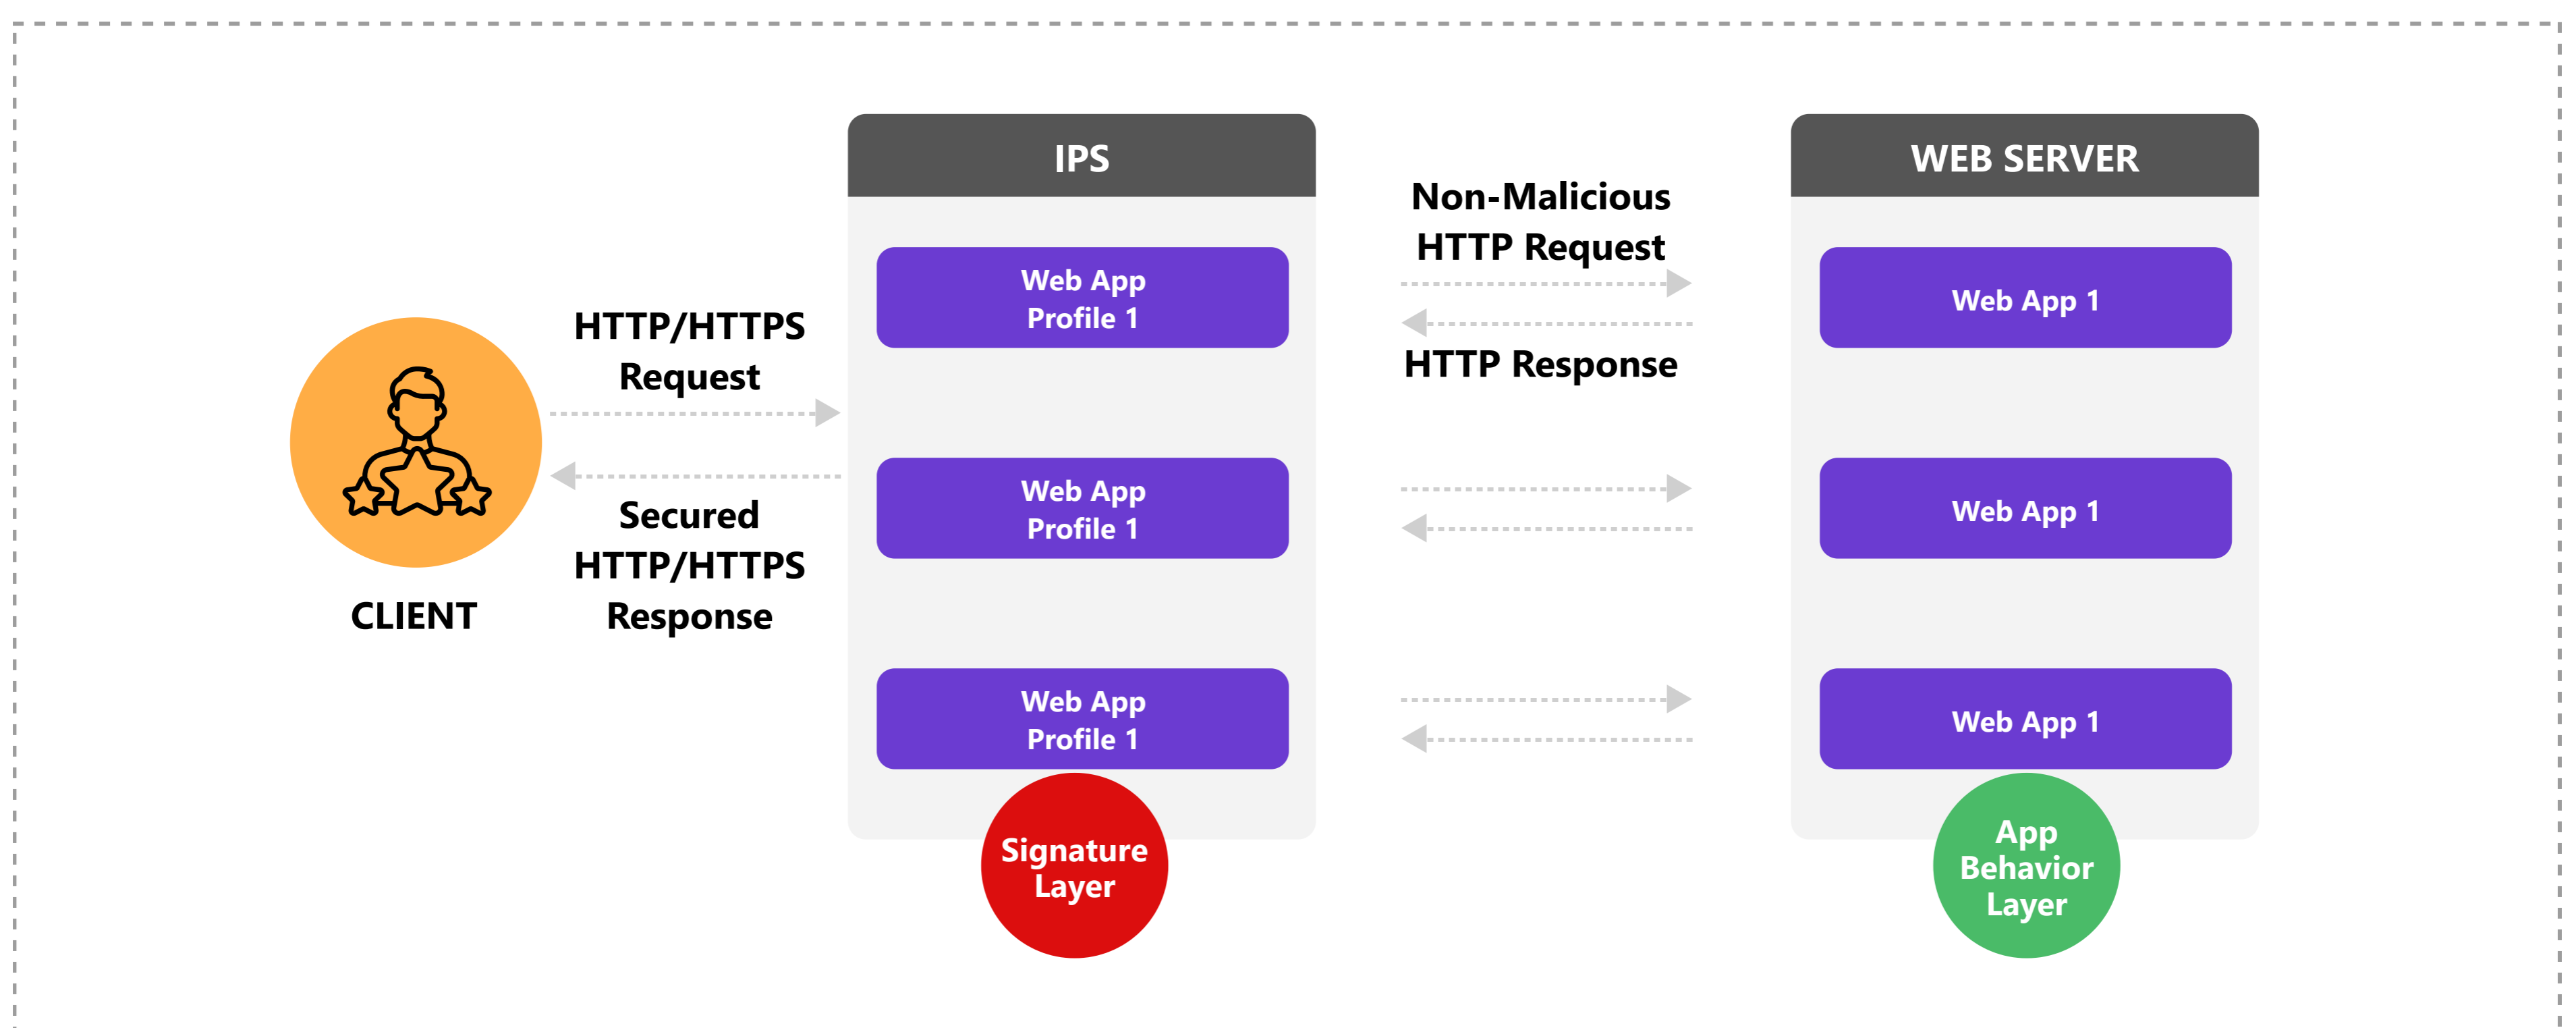 IPS
WEB SERVER
Non-Malicious
HTTP Request
HTTP Response
HTTP/HTTPS
Request
Secured
HTTP/HTTPS
Response
CLIENT
Web App
Profile 1
Web App
Profile 1
Web App
Profile 1
Web App 1
Web App 1
Web App 1
Signature
Layer
App
Behavior
Layer